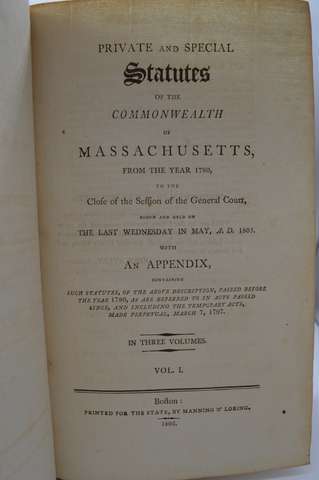 PRIVATE AND SPECIAL
Statutes
OF THE
COMMONWEALTH
OF
MASSACHUSETTS,
FROM THE YEAR 1780,
TO THE
Close of the Session of the General Court,
BEGUN AND HELD ON
THE LAST WEDNESDAY IN MAY, A.D. 1805.
WITH
AN APPENDIX,
CONTAINING
SUCH STATUTES, OF THE ABOVE DESCRIPTION, PASSED BEFORE
THE YEAR 1780, AS ARE REFERRED TO IN ACTS PASSED
SINCE, AND INCLUDING THE TEMPORARY ACTS,
MADE PERPETUAL, MARCH 7, 1797.
IN THREE VOLUMES.
VOL. I.
Boston:
PRINTED FOR THE STATE, BY MANNING & LORING.
1805.